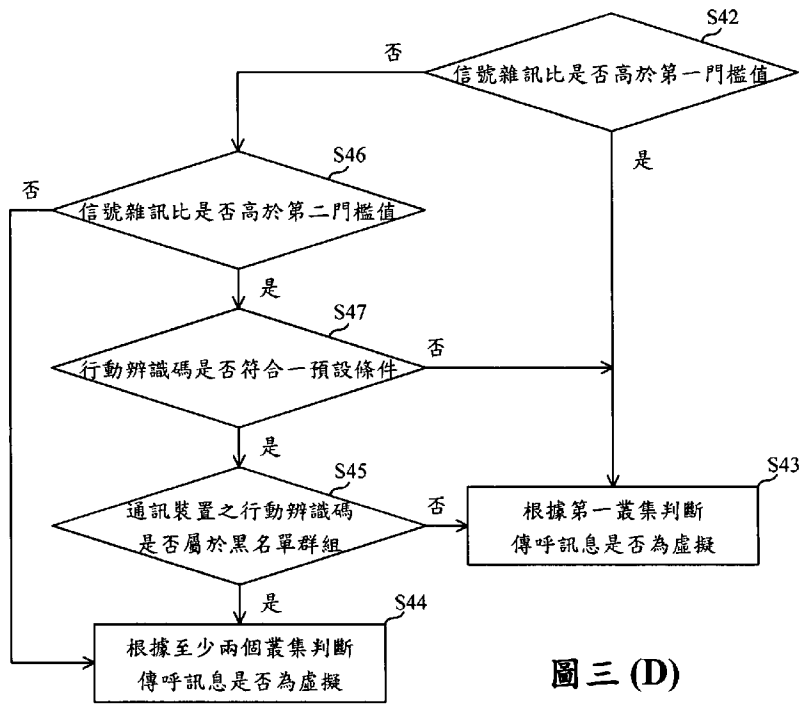 S42
否
信號雜訊比是否高於第一門檻值
是
S46
否
信號雜訊比是否高於第二門檻值
是
S47
行動辨識碼是否符合一預設條件
否
是
S45
通訊裝置之行動辨識碼
是否屬於黑名單群組
否
S43
根據第一叢集判斷
傳呼訊息是否為虛擬
是
S44
根據至少兩個叢集判斷
傳呼訊息是否為虛擬
圖三 (D)